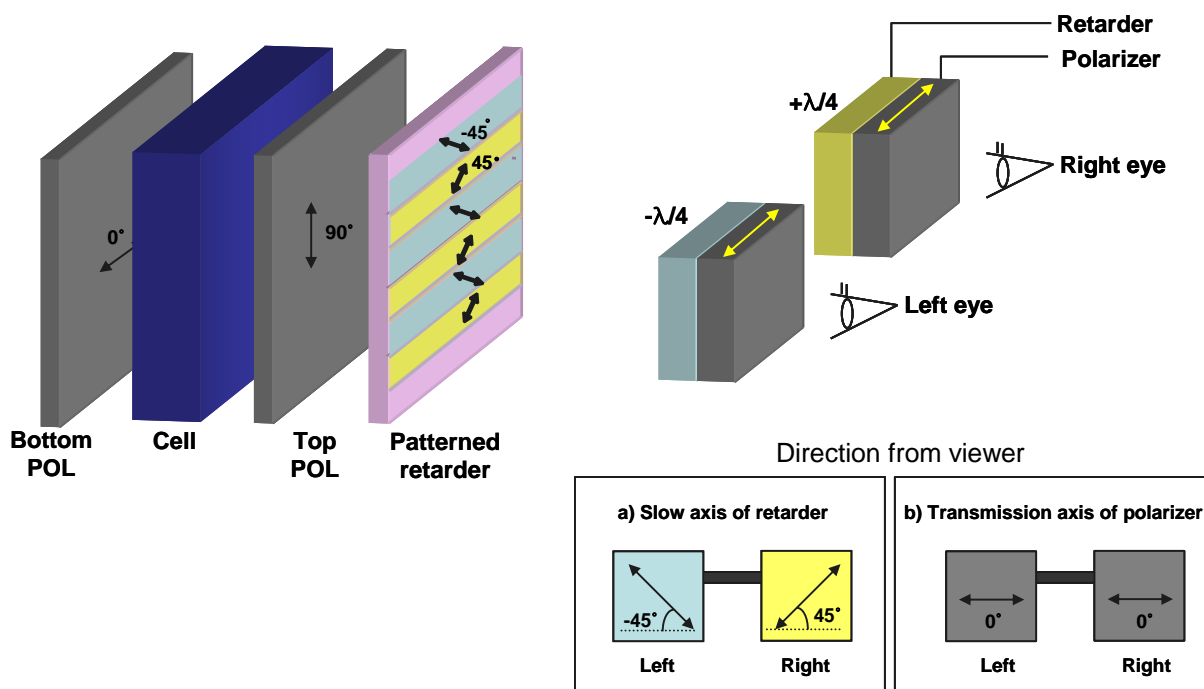 Retarder
Polarizer
+λ/4
Right eye
-λ/4
Left eye
-45°
45°
0°
90°
Bottom
POL
Cell
Top
POL
Patterned
retarder
Direction from viewer
a) Slow axis of retarder
-45°
45°
Left
Right
b) Transmission axis of polarizer
0°
0°
Left
Right